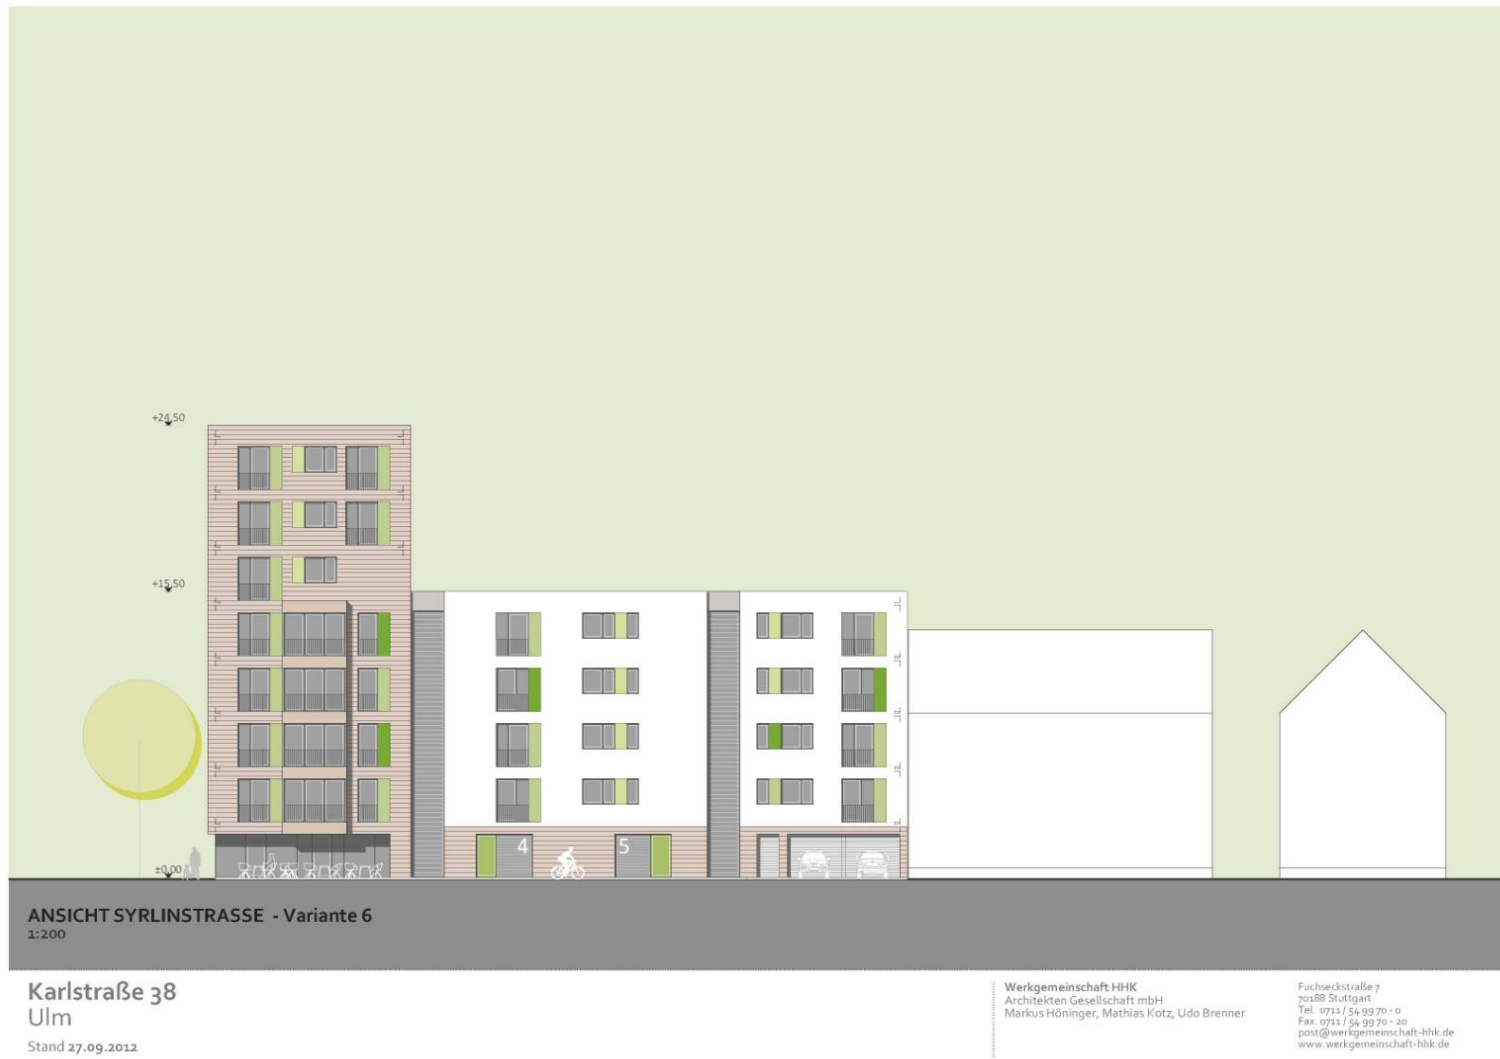 +24,50
+15,50
4
5
±0,00
ANSICHT SYRLINSTRASSE - Variante 6
1:200
Karlstraße 38
Ulm
Stand 27.09.2012
Werkgemeinschaft HHK
Architekten Gesellschaft mbH
Markus Höninger, Mathias Kotz, Udo Brenner
Fuchseckstraße 7
70188 Stuttgart
Tel. 0711 / 54 99 70 - 0
Fax. 0711 / 54 99 70 - 20
post@werkgemeinschaft-hhk.de
www.werkgemeinschaft-hhk.de